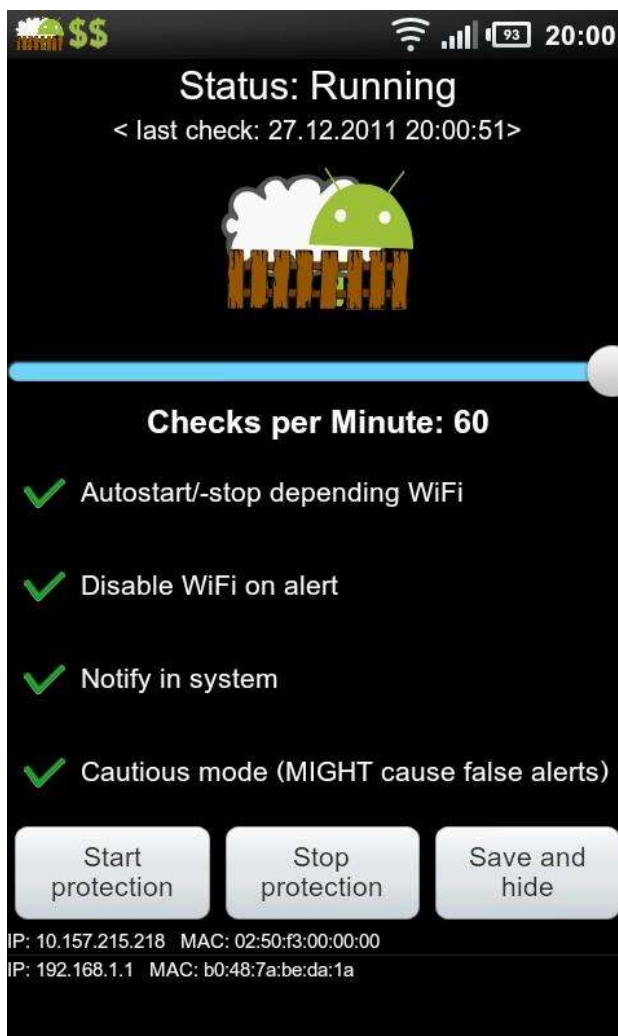 $$ 93 20:00
Status: Running
< last check: 27.12.2011 20:00:51>
Checks per Minute: 60
Autostart/-stop depending WiFi
Disable WiFi on alert
Notify in system
Cautious mode (MIGHT cause false alerts)
Start
protection
Stop
protection
Save and
hide
IP: 10.157.215.218 MAC: 02:50:f3:00:00:00
IP: 192.168.1.1 MAC: b0:48:7a:be:da:1a